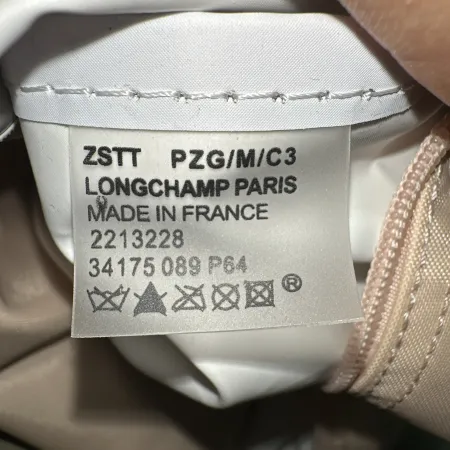 ZSTT PZG/M/C3
LONGCHAMP PARIS
MADE IN FRANCE
2213228
34175 089 P64
®